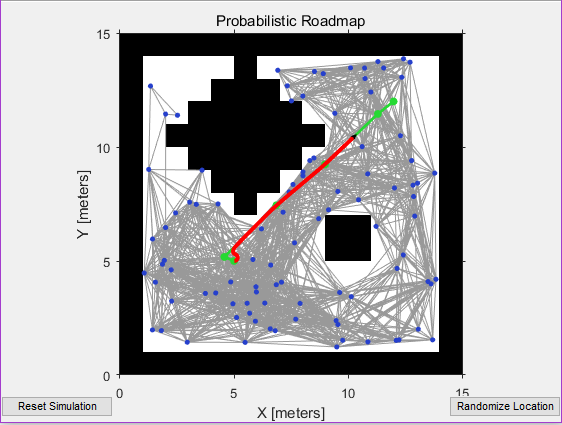 Probabilistic Roadmap
15
10
5
0
Y [meters]
0 5 10 15
X [meters]
Reset Simulation
Randomize Location